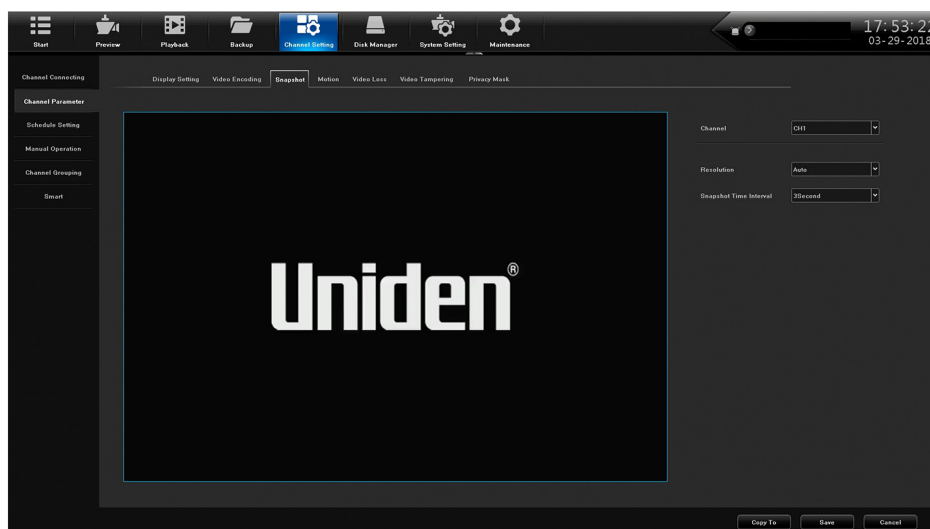 Start Preview Playback Backup Channel Setting Disk Manager System Setting Maintenance
17:53:22
03-29-2018
Channel Connecting
Channel Parameter
Schedule Setting
Manual Operation
Channel Grouping
Smart
Display Setting Video Encoding Snapshot Motion Video Loss Video Tampering Privacy Mask
Uniden®
Channel CH1
Resolution Auto
Snapshot Time Interval 3Second
Copy To Save Cancel